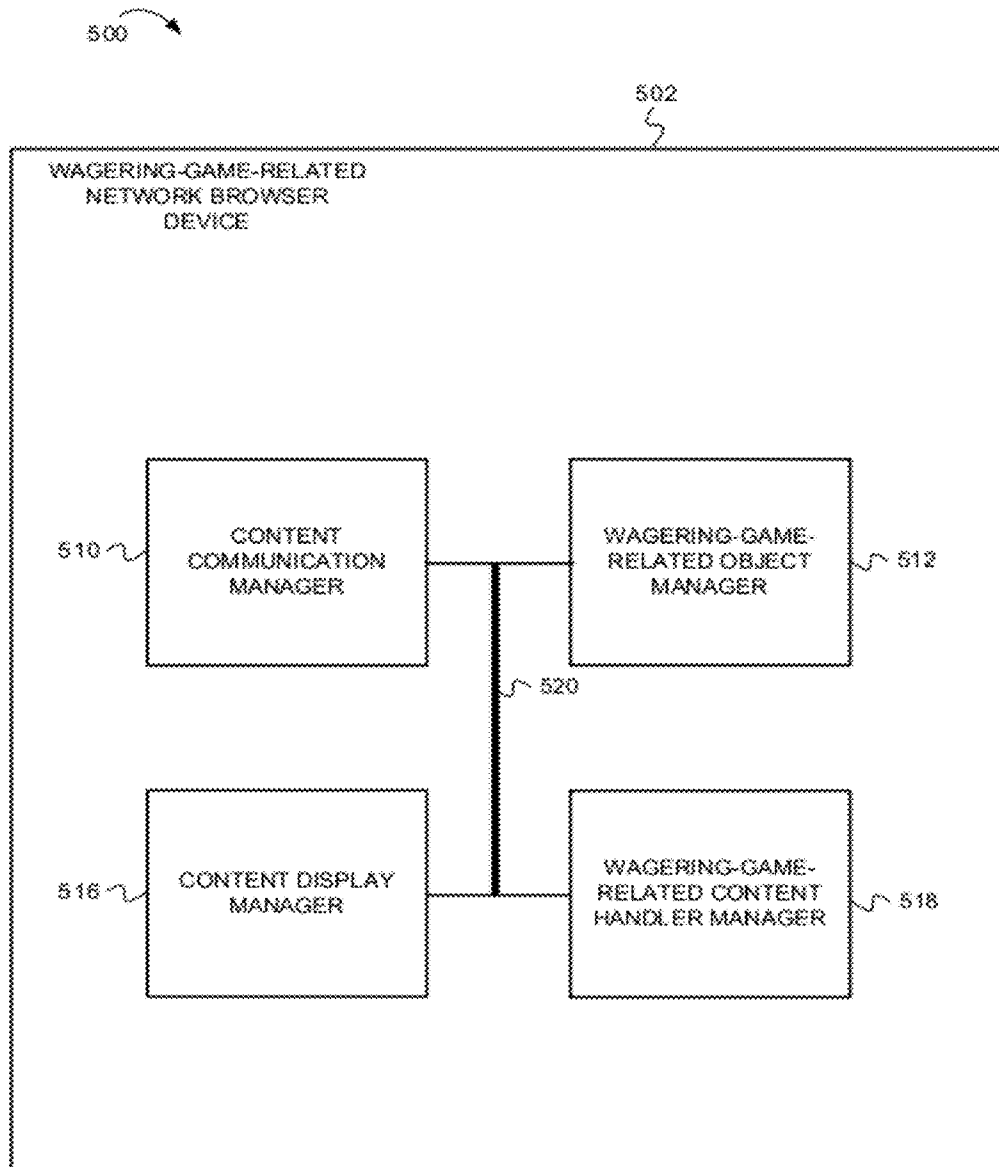 500
502
WAGERING-GAME-RELATED
NETWORK BROWSER
DEVICE
510
CONTENT
COMMUNICATION
MANAGER
WAGERING-GAME-
RELATED OBJECT
MANAGER
512
520
516
CONTENT DISPLAY
MANAGER
WAGERING-GAME-
RELATED CONTENT
HANDLER MANAGER
518